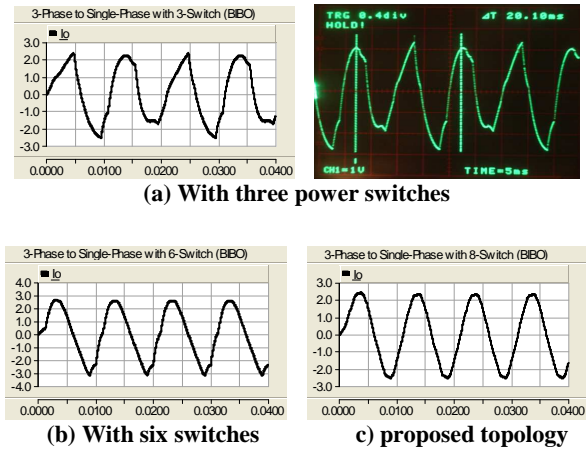 3-Phase to Single-Phase with 3-Switch (BIBO)
Io
3.0
2.0
1.0
0.0
-1.0
-2.0
-3.0
0.0000 0.0100 0.0200 0.0300 0.0400
TRG 0.4div ΔT 20.10ms
HOLD!
CH1=1V TIME=5ms
(a) With three power switches
3-Phase to Single-Phase with 6-Switch (BIBO)
Io
4.0
3.0
2.0
1.0
0.0
-1.0
-2.0
-3.0
-4.0
0.0000 0.0100 0.0200 0.0300 0.0400
3-Phase to Single-Phase with 8-Switch (BIBO)
Io
3.0
2.0
1.0
0.0
-1.0
-2.0
-3.0
0.0000 0.0100 0.0200 0.0300 0.0400
(b) With six switches c) proposed topology